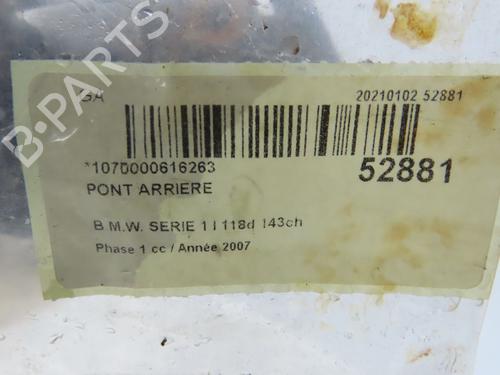 GA 20210102 52881
*1070000616263 52881
PONT ARRIERE
B.M.W. SERIE 1 I 118d 143ch
Phase 1 cc / Année 2007
B-PARTS